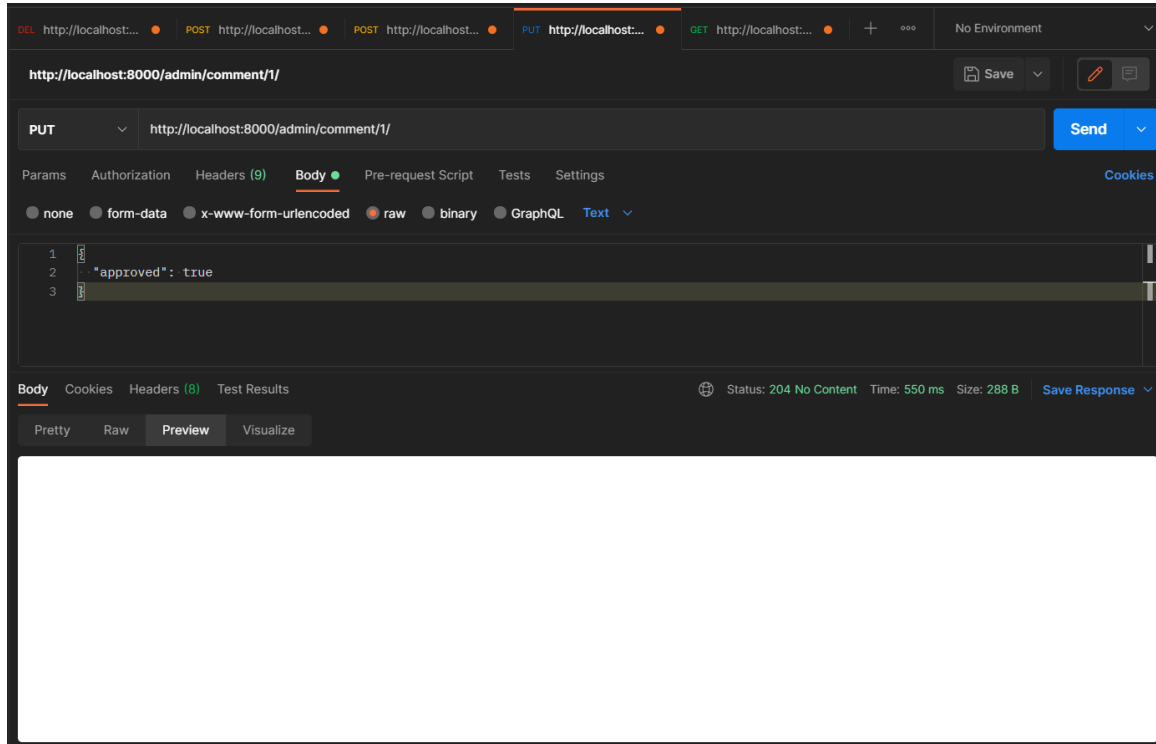 DEL http://localhost:... POST http://localhost:... POST http://localhost:... PUT http://localhost:... GET http://localhost:... + ooo No Environment
http://localhost:8000/admin/comment/1/ Save
PUT http://localhost:8000/admin/comment/1/ Send
Params Authorization Headers (9) Body Pre-request Script Tests Settings Cookies
none form-data x-www-form-urlencoded raw binary GraphQL Text
1 {
2 "approved": true
3 }
Body Cookies Headers (8) Test Results Status: 204 No Content Time: 550 ms Size: 288 B Save Response
Pretty Raw Preview Visualize